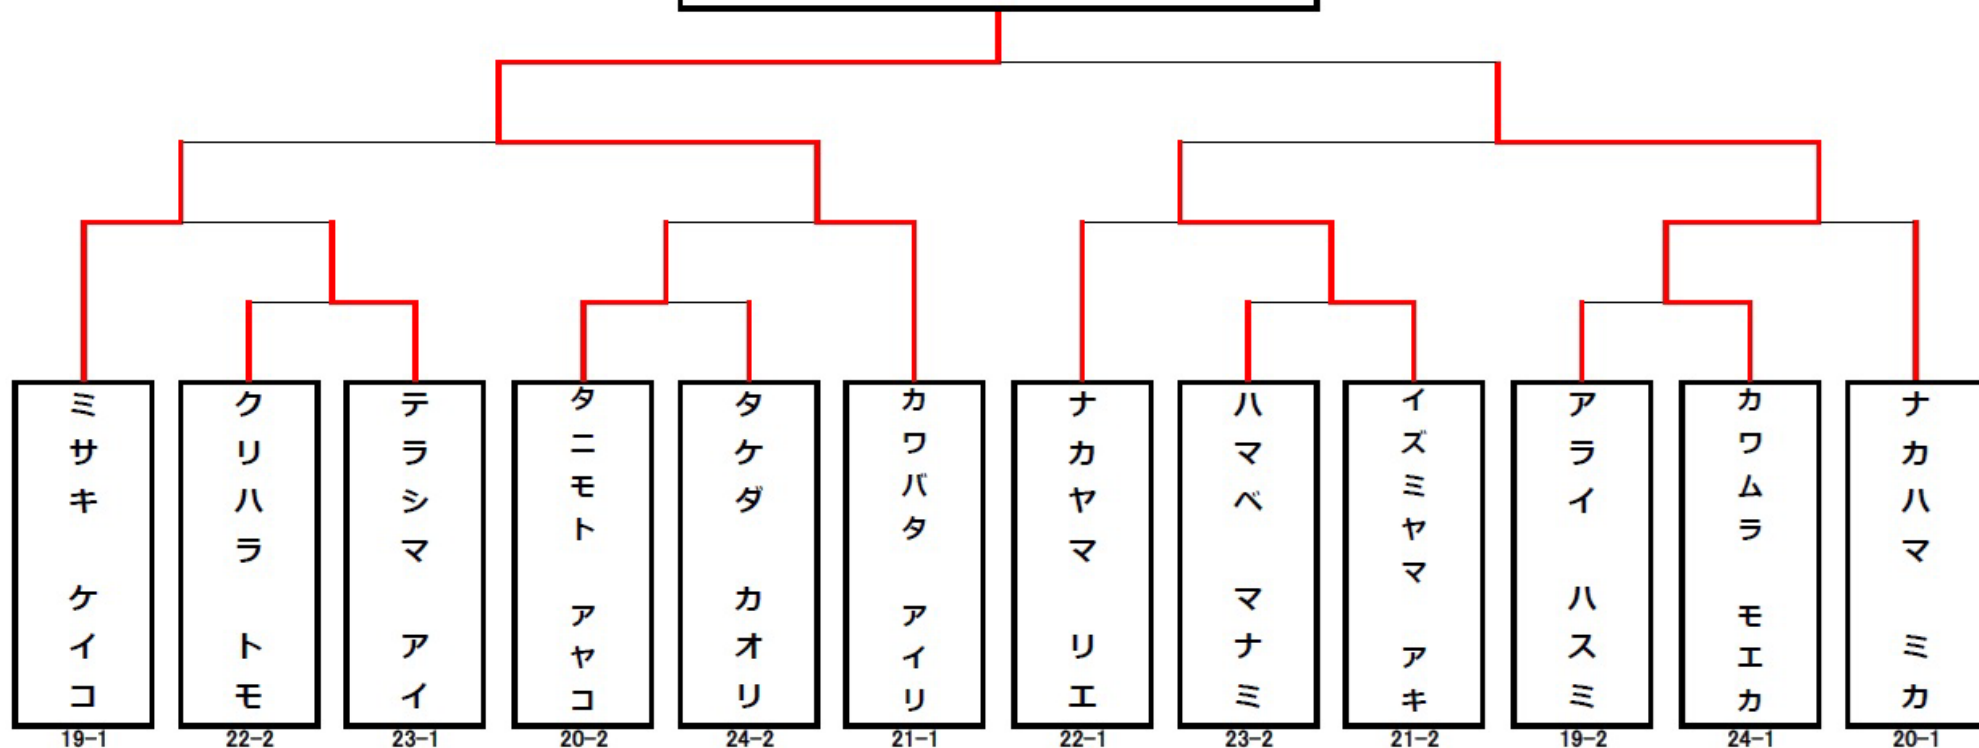 ミサキ ケイコ
クリハラ トモ
テラシマ アイ
タニモト アヤコ
タケダ カオリ
カワバタ アイリ
ナカヤマ リエ
ハマベ マナミ
イズミヤマ アキ
アライ ハスミ
カワムラ モエカ
ナカハマ ミカ
19-1
22-2
23-1
20-2
24-2
21-1
22-1
23-2
21-2
19-2
24-1
20-1